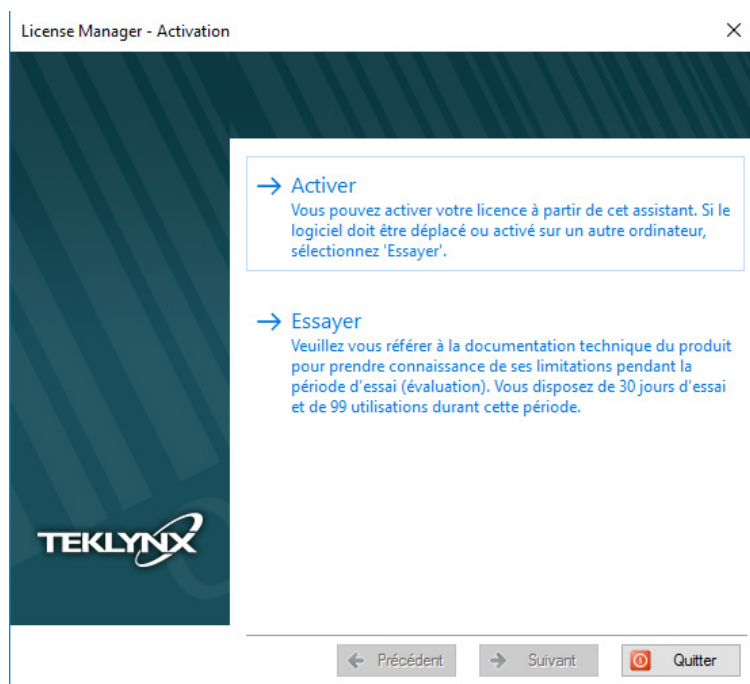 License Manager - Activation
Activer
Vous pouvez activer votre licence à partir de cet assistant. Si le
logiciel doit être déplacé ou activé sur un autre ordinateur,
sélectionnez 'Essayer'.
Essayer
Veuillez vous référer à la documentation technique du produit
pour prendre connaissance de ses limitations pendant la
période d'essai (évaluation). Vous disposez de 30 jours d'essai
et de 99 utilisations durant cette période.
TEKLYNX
Précédent
Suivant
Quitter